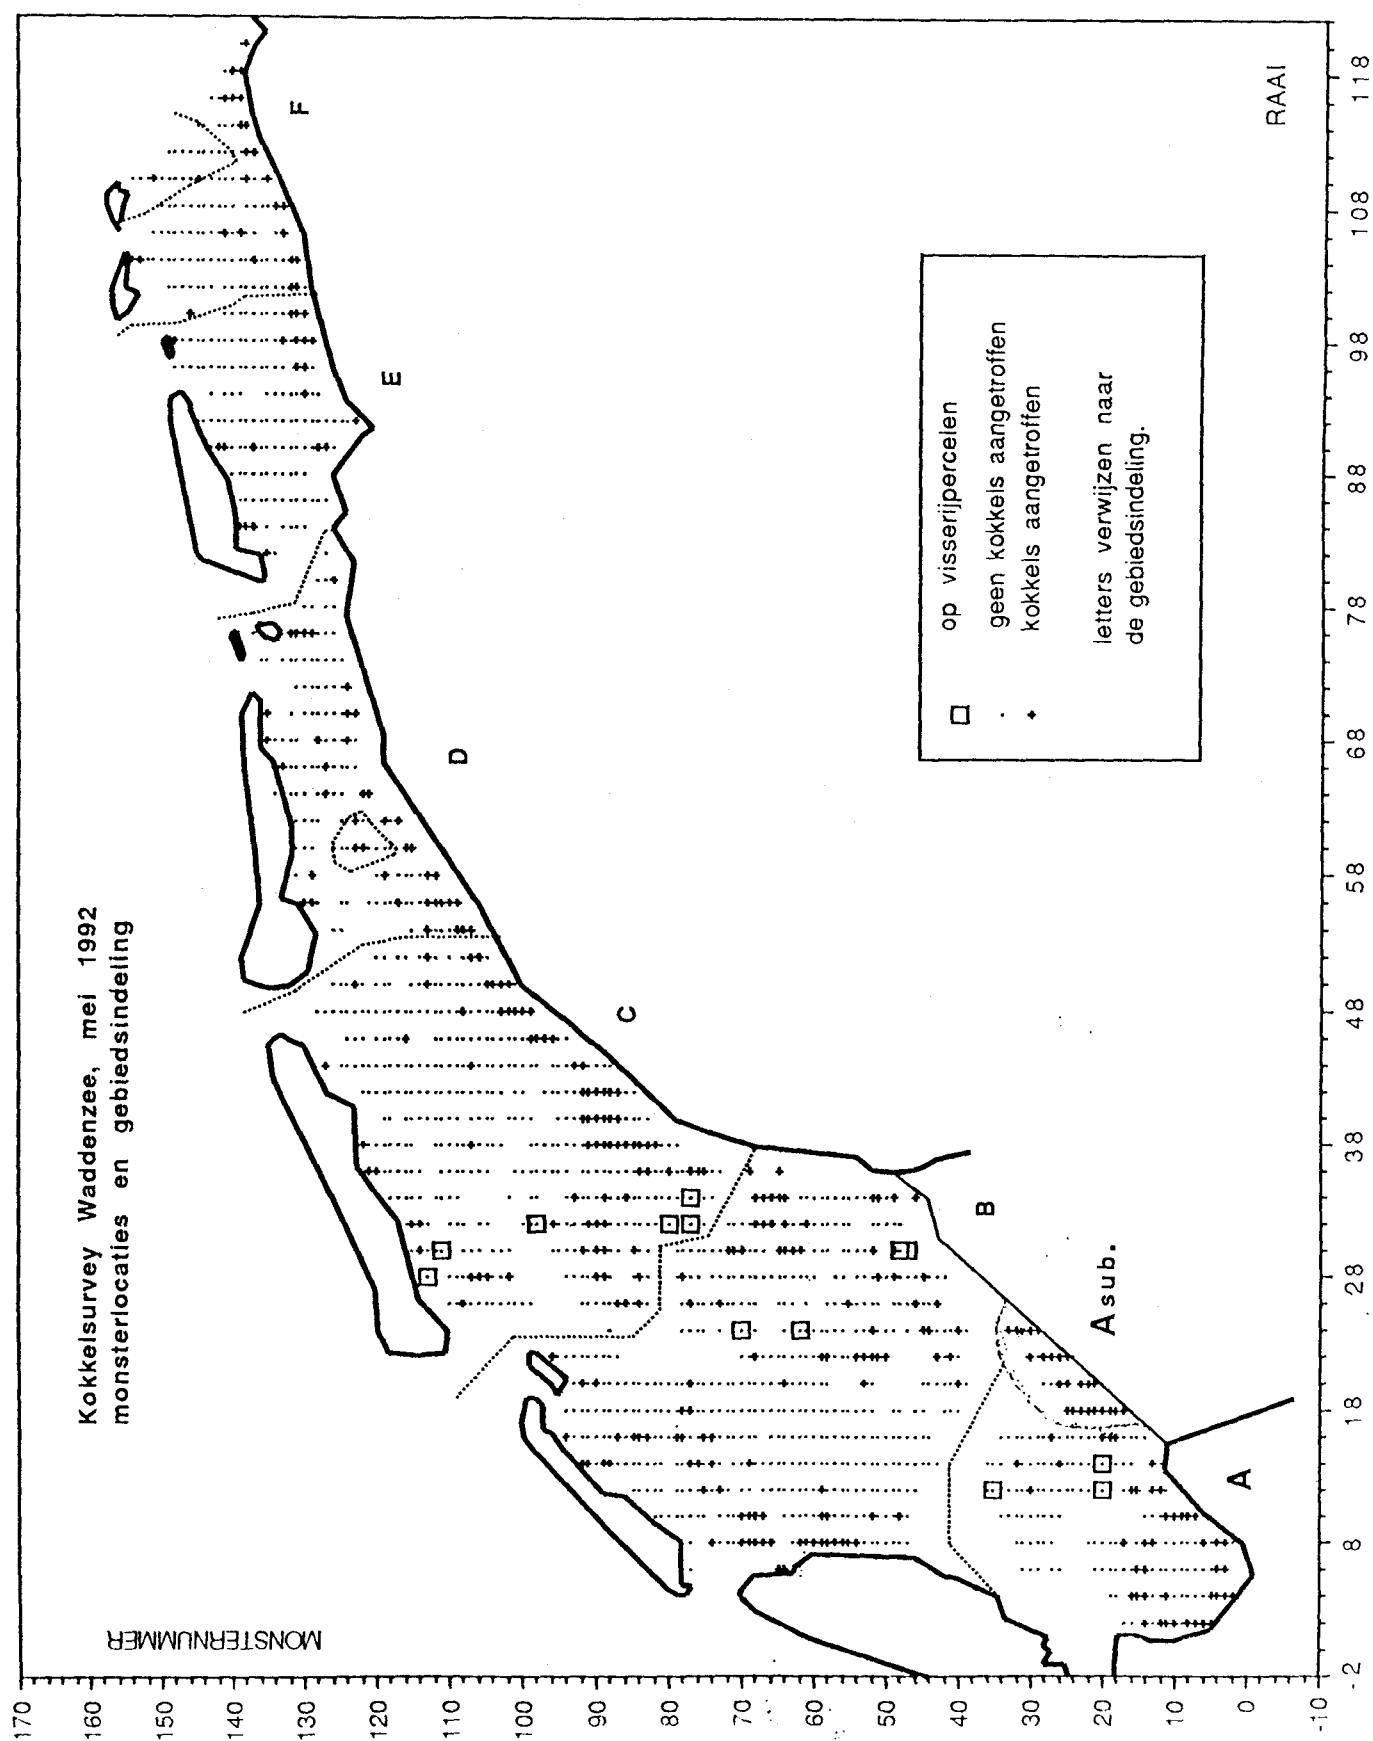 Kokkelsurvey Waddenzee, mei 1992
monsterlocaties en gebiedsindeling
MONSTERNUMMER
170
160
150
140
130
120
110
100
90
80
70
60
50
40
30
20
10
0
-10
F
E
D
C
B
A sub.
A
op visserijpercelen
geen kokkels aangetroffen
kokkels aangetroffen
letters verwijzen naar
de gebiedsindeling.
-2
8
18
28
38
48
58
68
78
88
98
108
118
RAAI